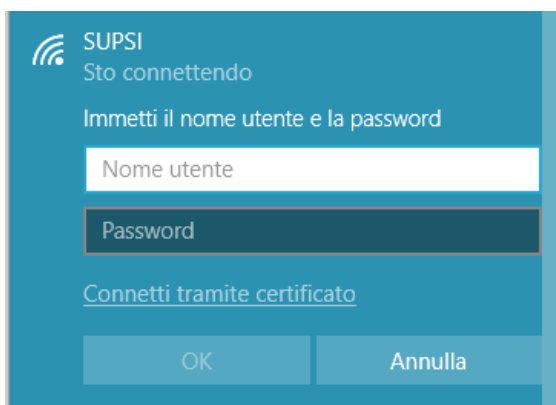 SUPSI
Sto connettendo
Immetti il nome utente e la password
Nome utente
Password
Connetti tramite certificato
OK
Annulla